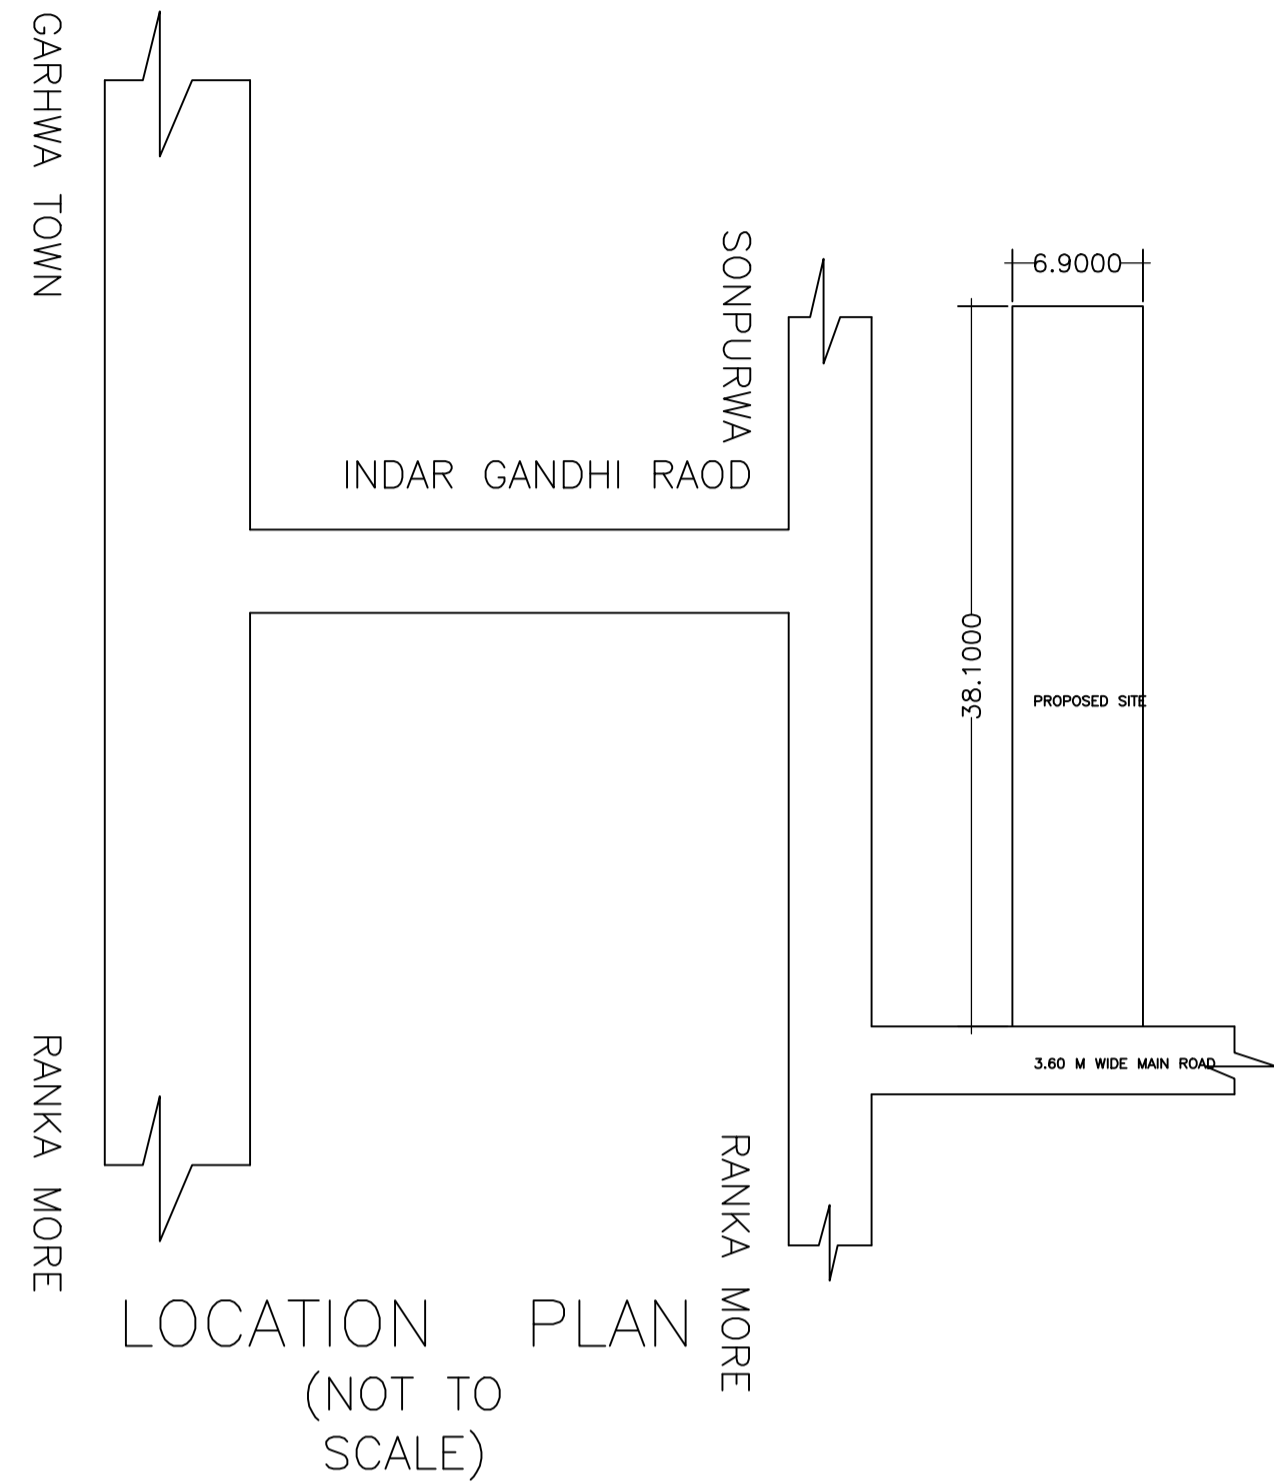 GARHWA TOWN
SONPURWA
6.9000
INDAR GANDHI RAOD
38.1000
PROPOSED SITE
3.60 M WIDE MAIN ROAD
RANKA MORE
RANKA MORE
LOCATION PLAN
(NOT TO
SCALE)